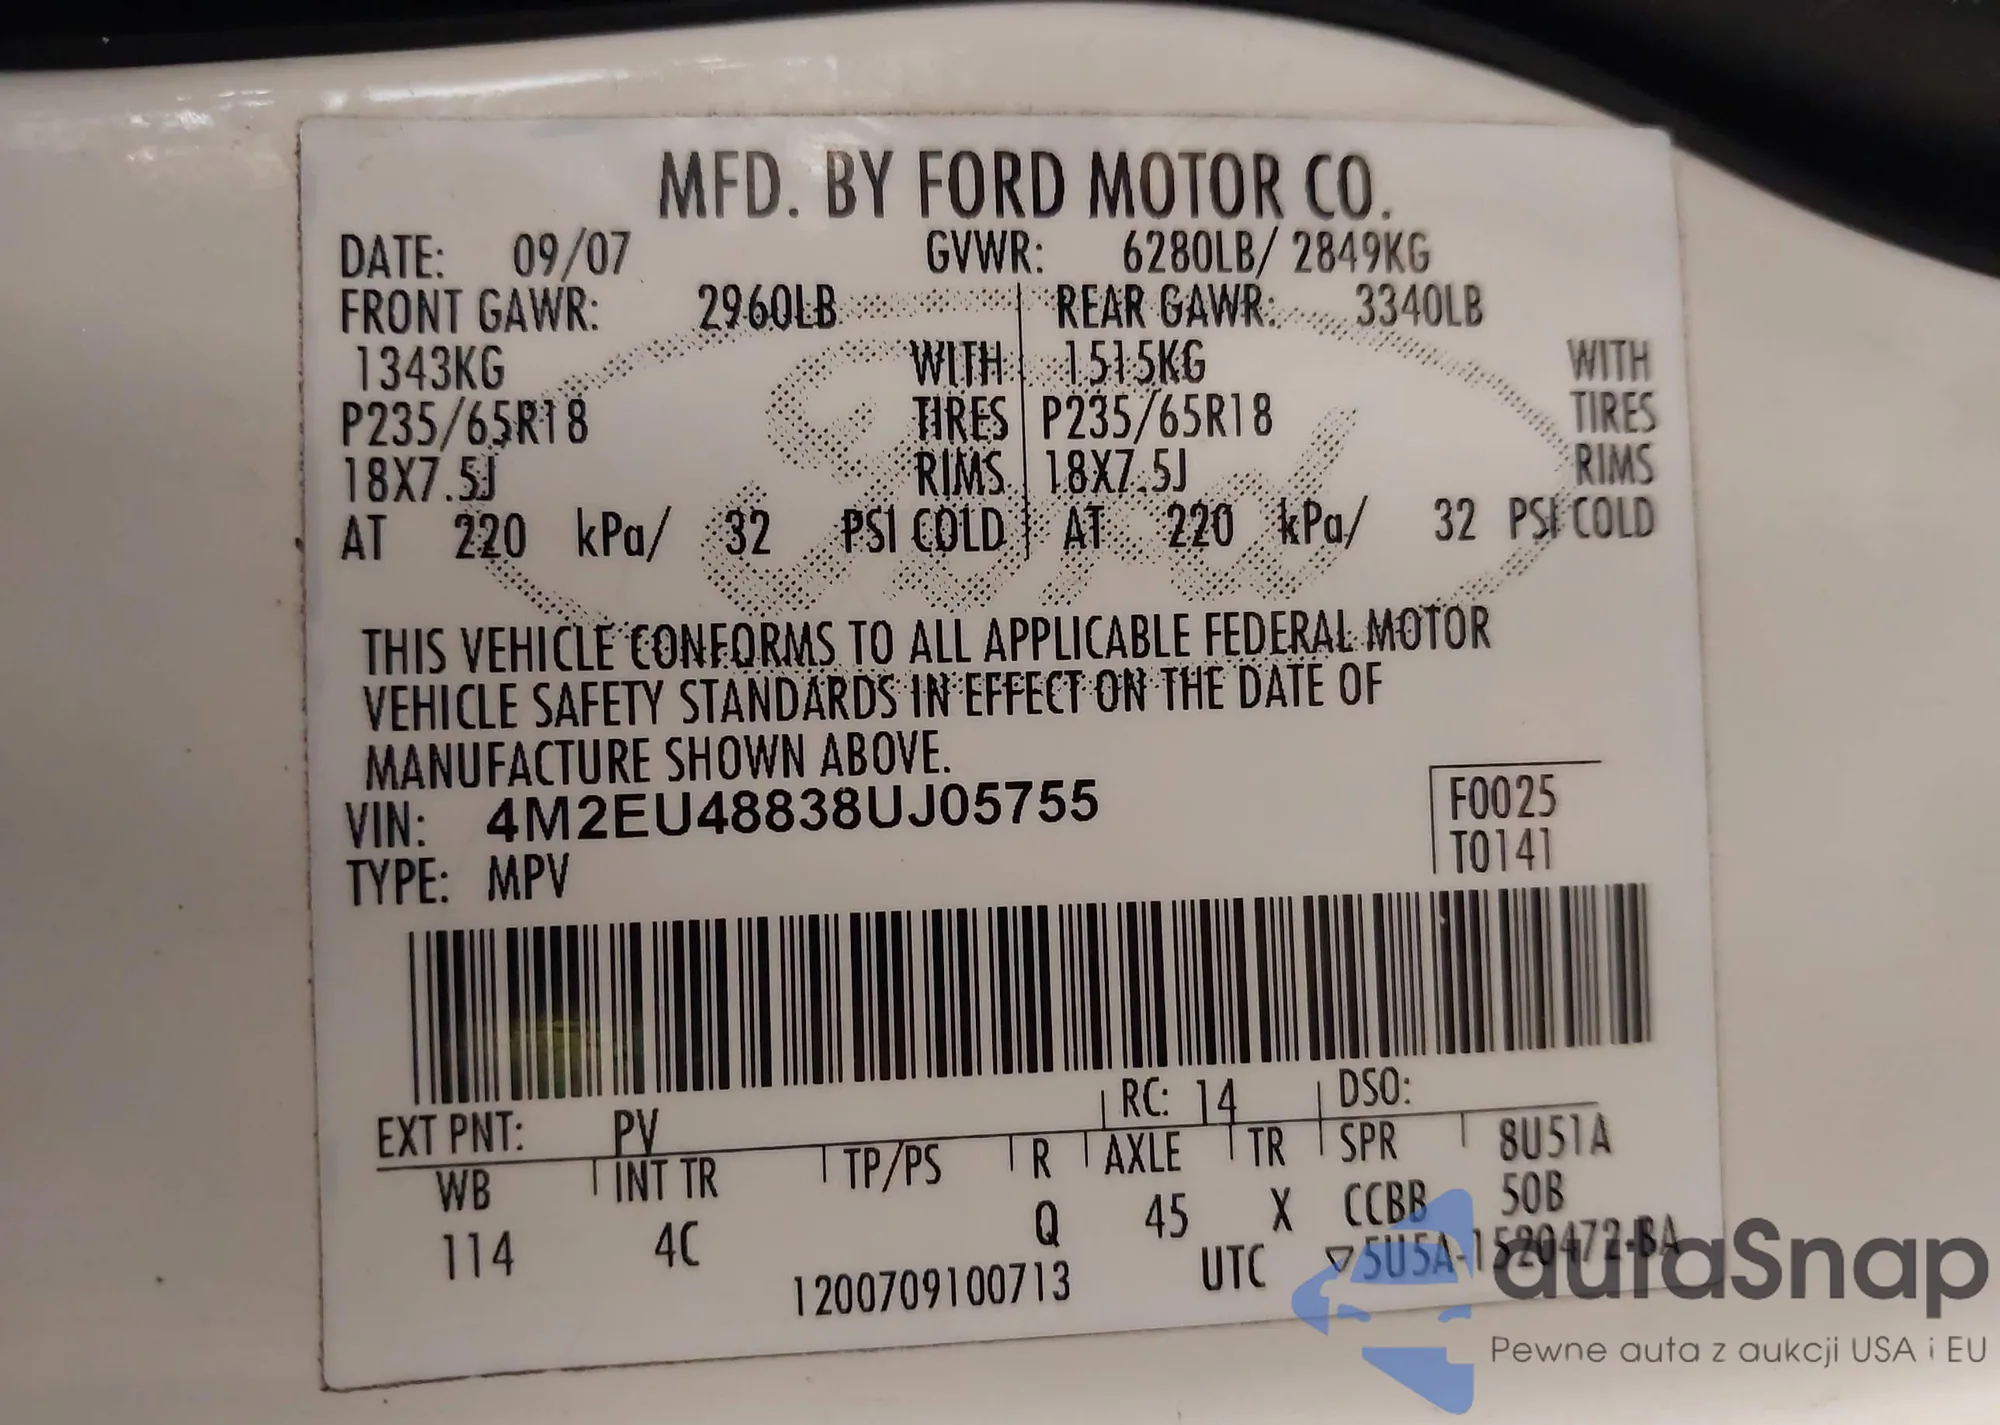 MFD. BY FORD MOTOR CO.
DATE: 09/07 GVWR: 6280LB/ 2849KG
FRONT GAWR: 2960LB REAR GAWR: 3340LB
1343KG WITH 1515KG WITH
P235/65R18 TIRES P235/65R18 TIRES
18X7.5J RIMS 18X7.5J RIMS
AT 220 kPa/ 32 PSI COLD AT 220 kPa/ 32 PSI COLD
THIS VEHICLE CONFORMS TO ALL APPLICABLE FEDERAL MOTOR
VEHICLE SAFETY STANDARDS IN EFFECT ON THE DATE OF
MANUFACTURE SHOWN ABOVE.
VIN: 4M2EU48838UJ05755 F0025
TYPE: MPV T0141
EXT PNT: PV RC: 14 DSO:
WB INT TR TP/PS R AXLE TR SPR 8U51A
114 4C Q 45 X CCBB 50B
1200709100713 UTC ▽5U5A-1520472-BA
Ford
autaSnap
Pewne auta z aukcji USA i EU